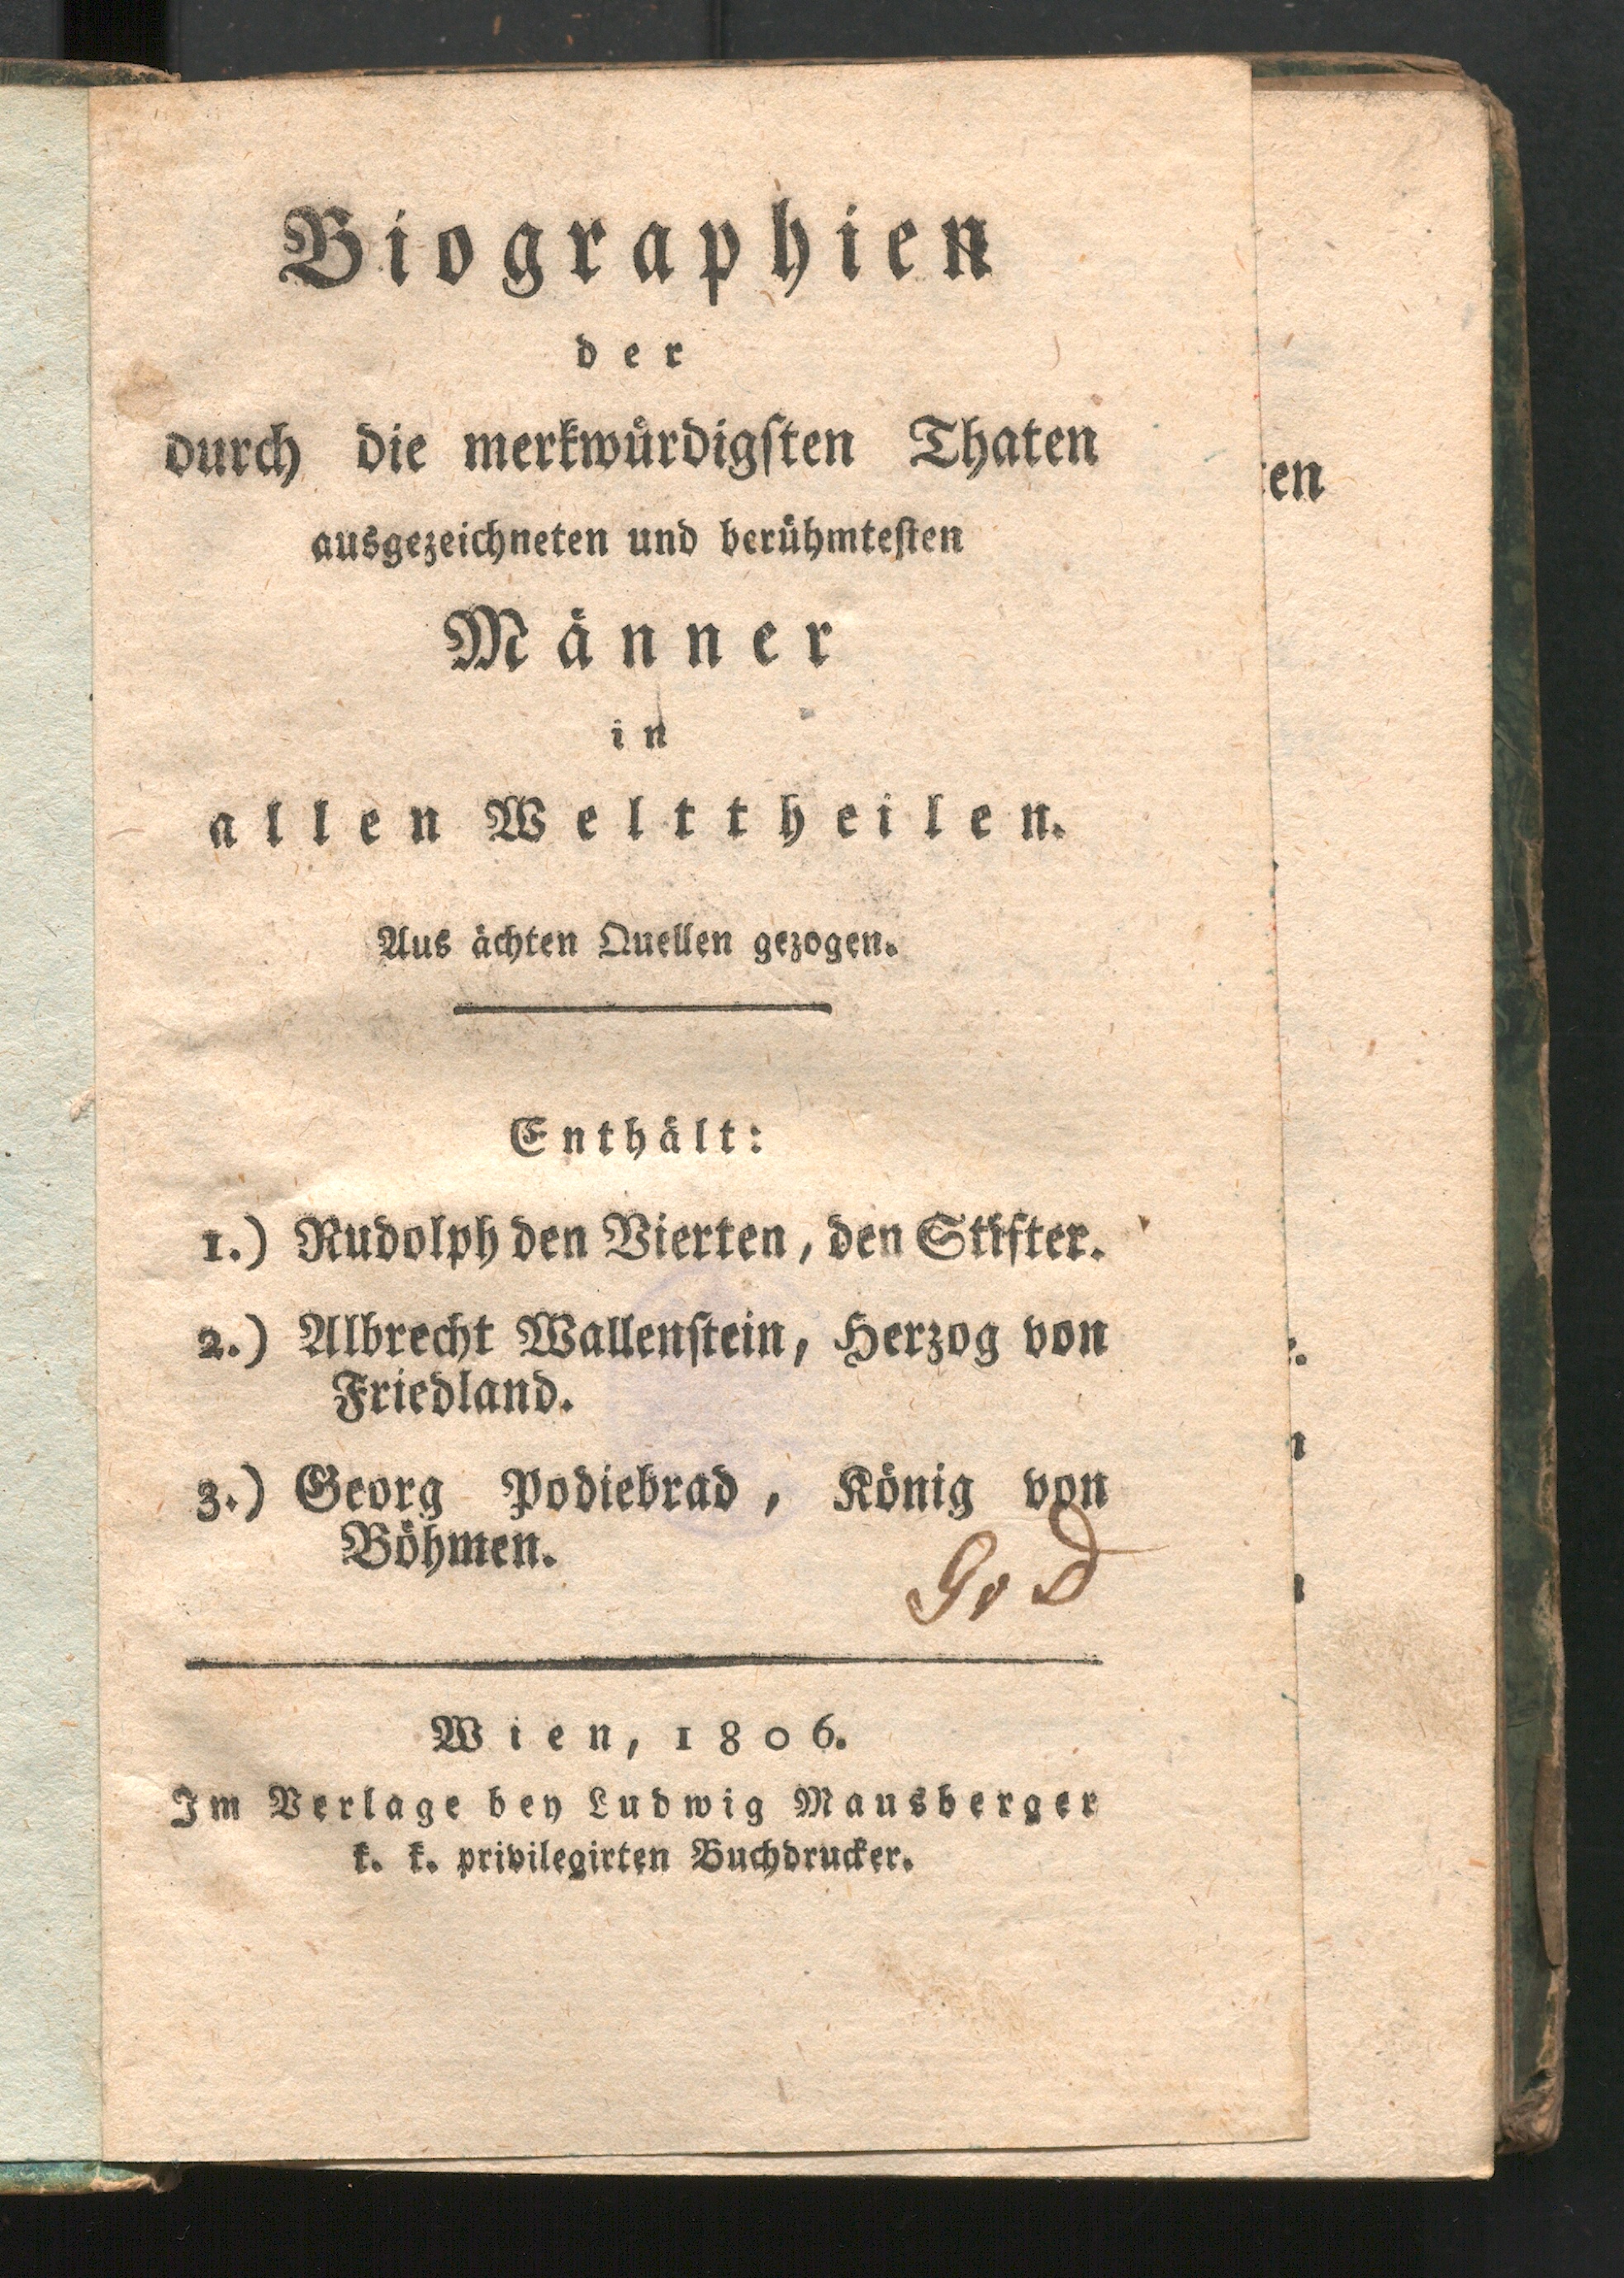 Biographien
der
durch die merkwürdigsten Thaten
ausgezeichneten und berühmtesten
Männer
in
allen Welttheilen.
Aus ächten Quellen gezogen.
Enthält:
1.) Rudolph den Vierten, den Stifter.
2.) Albrecht Wallenstein, Herzog von
Friedland.
3.) Georg Podiebrad, König von
Böhmen.
Wien, 1806.
Im Verlage bey Ludwig Mausberger
k. k. privilegirten Buchdrucker.